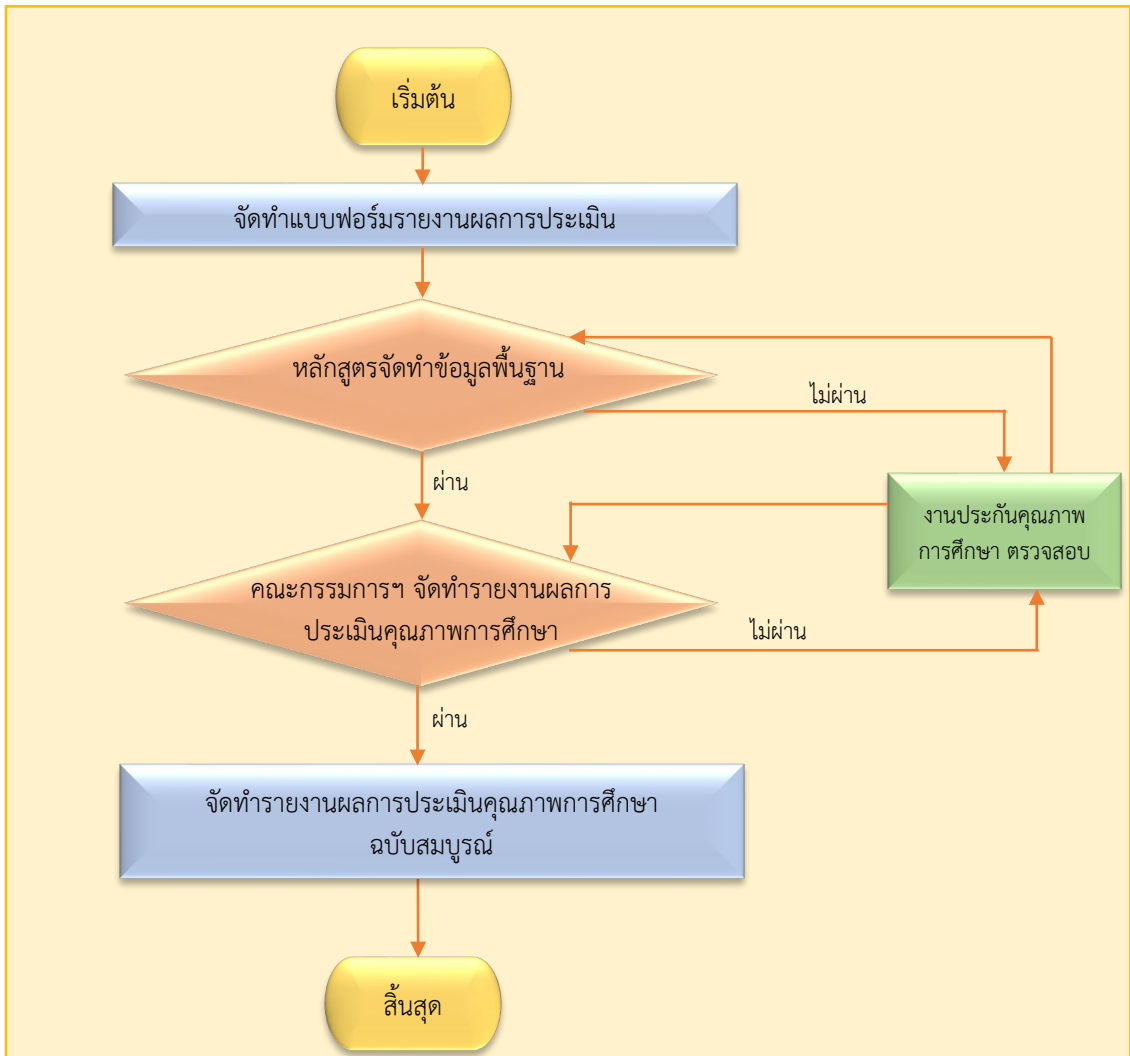 เริ่มต้น
จัดทำแบบฟอร์มรายงานผลการประเมิน
หลักสูตรจัดทำข้อมูลพื้นฐาน
ไม่ผ่าน
ผ่าน
งานประกันคุณภาพ
การศึกษา ตรวจสอบ
คณะกรรมการฯ จัดทำรายงานผลการ
ประเมินคุณภาพการศึกษา
ไม่ผ่าน
ผ่าน
จัดทำรายงานผลการประเมินคุณภาพการศึกษา
ฉบับสมบูรณ์
สิ้นสุด